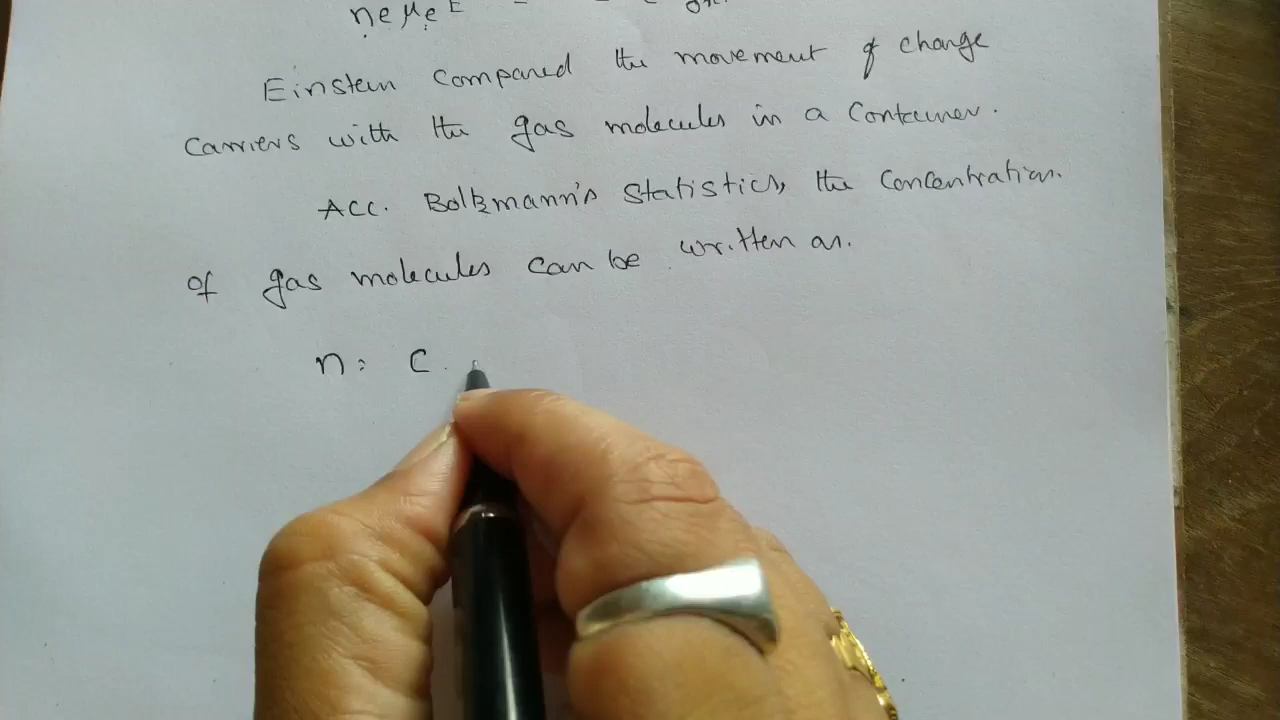 neμeE
Einstein Compared the movement of charge
Carriers with the gas molecules in a Container.
Acc. Boltzmann's Statistics, the Concentration.
of gas molecules can be written as.
n = C.